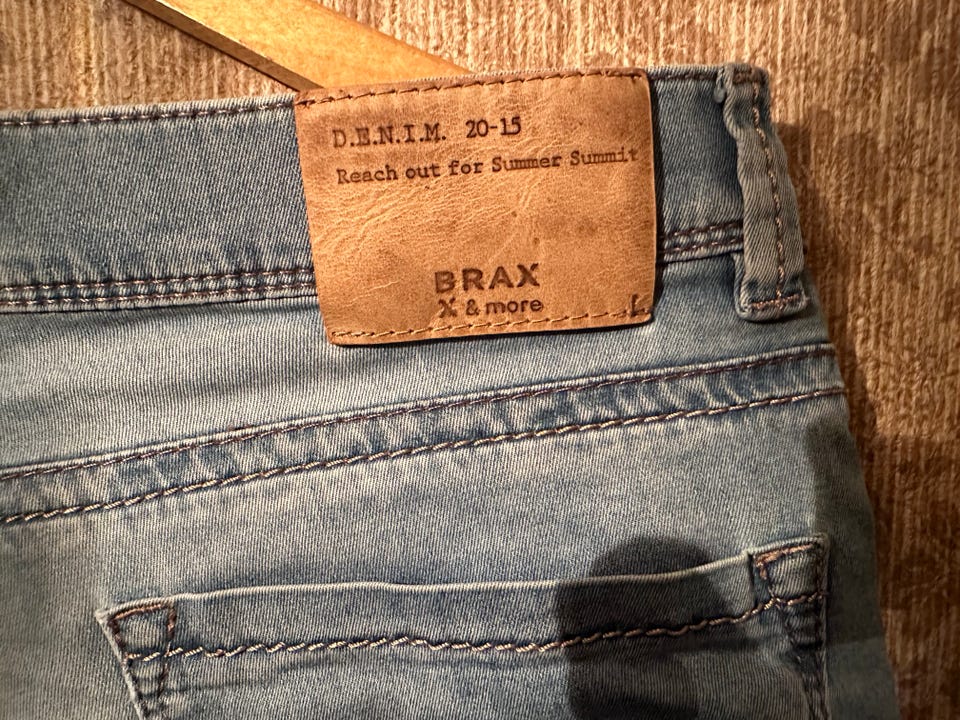 D.E.N.I.M. 20-15
Reach out for Summer Summit
BRAX
X & more
L